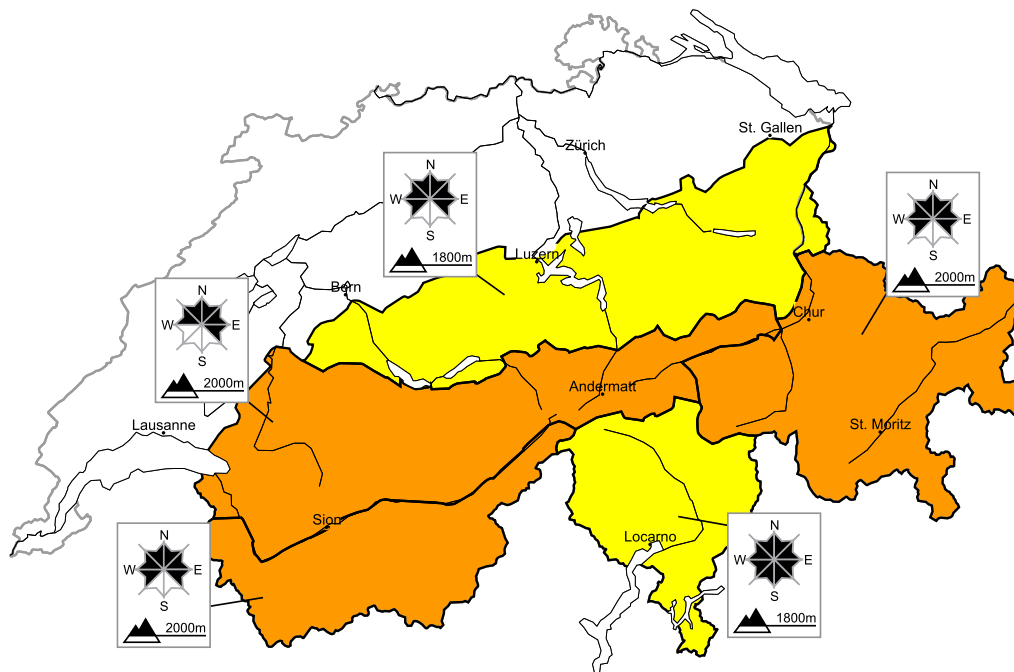 St. Gallen
Zürich
N
W E
S
1800m
N
W E
S
2000m
Luzern
Bern
N
W E
S
2000m
Chur
Andermatt
Lausanne
St. Moritz
Sion
N
W E
S
2000m
Locarno
N
W E
S
1800m